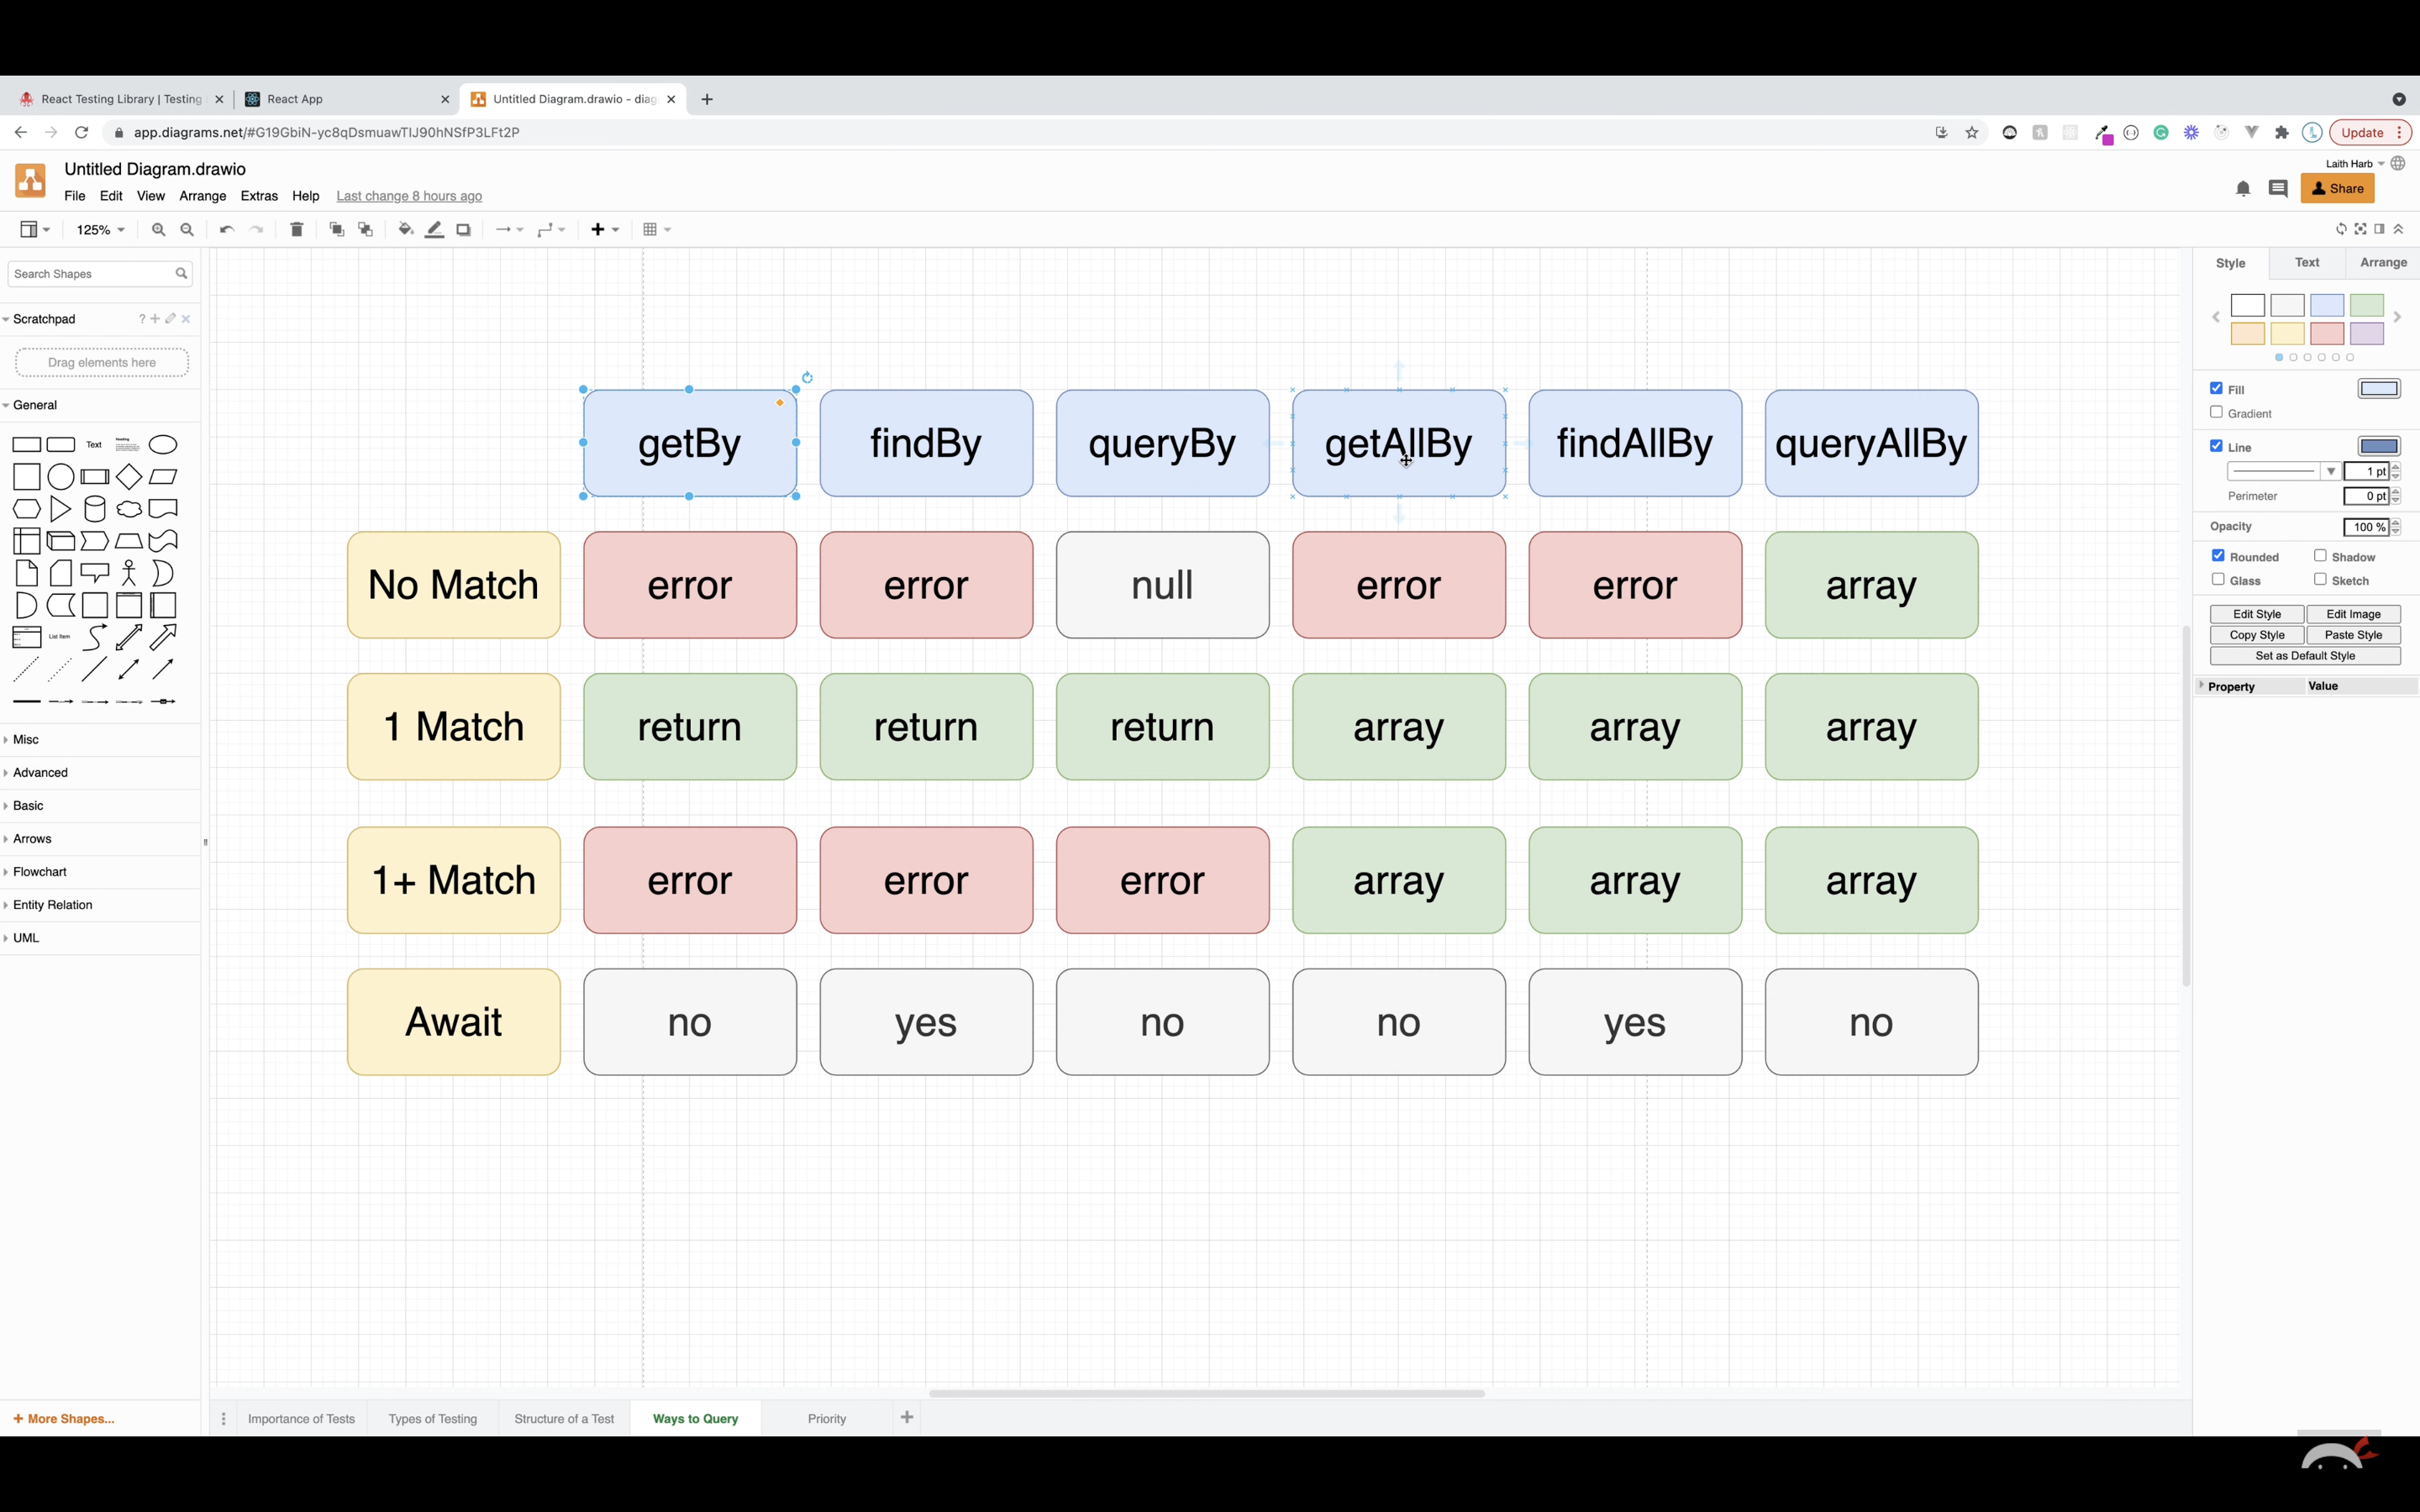 React Testing Library | Testing
React App
Untitled Diagram.drawio - diag
app.diagrams.net/#G19GbiN-yc8qDsmuawTIJ90hNSfP3LFt2P
Update
Untitled Diagram.drawio
Laith Harb
File Edit View Arrange Extras Help Last change 8 hours ago
Share
125%
Search Shapes
Scratchpad
?
Drag elements here
General
Text
Heading
List Item
Misc
Advanced
Basic
Arrows
Flowchart
Entity Relation
UML
+ More Shapes...
getBy findBy queryBy getAllBy findAllBy queryAllBy
No Match error error null error error array
1 Match return return return array array array
1+ Match error error error array array array
Await no yes no no yes no
Style Text Arrange
Fill
Gradient
Line
1 pt
Perimeter 0 pt
Opacity 100 %
Rounded Shadow
Glass Sketch
Edit Style Edit Image
Copy Style Paste Style
Set as Default Style
Property Value
Importance of Tests Types of Testing Structure of a Test Ways to Query Priority